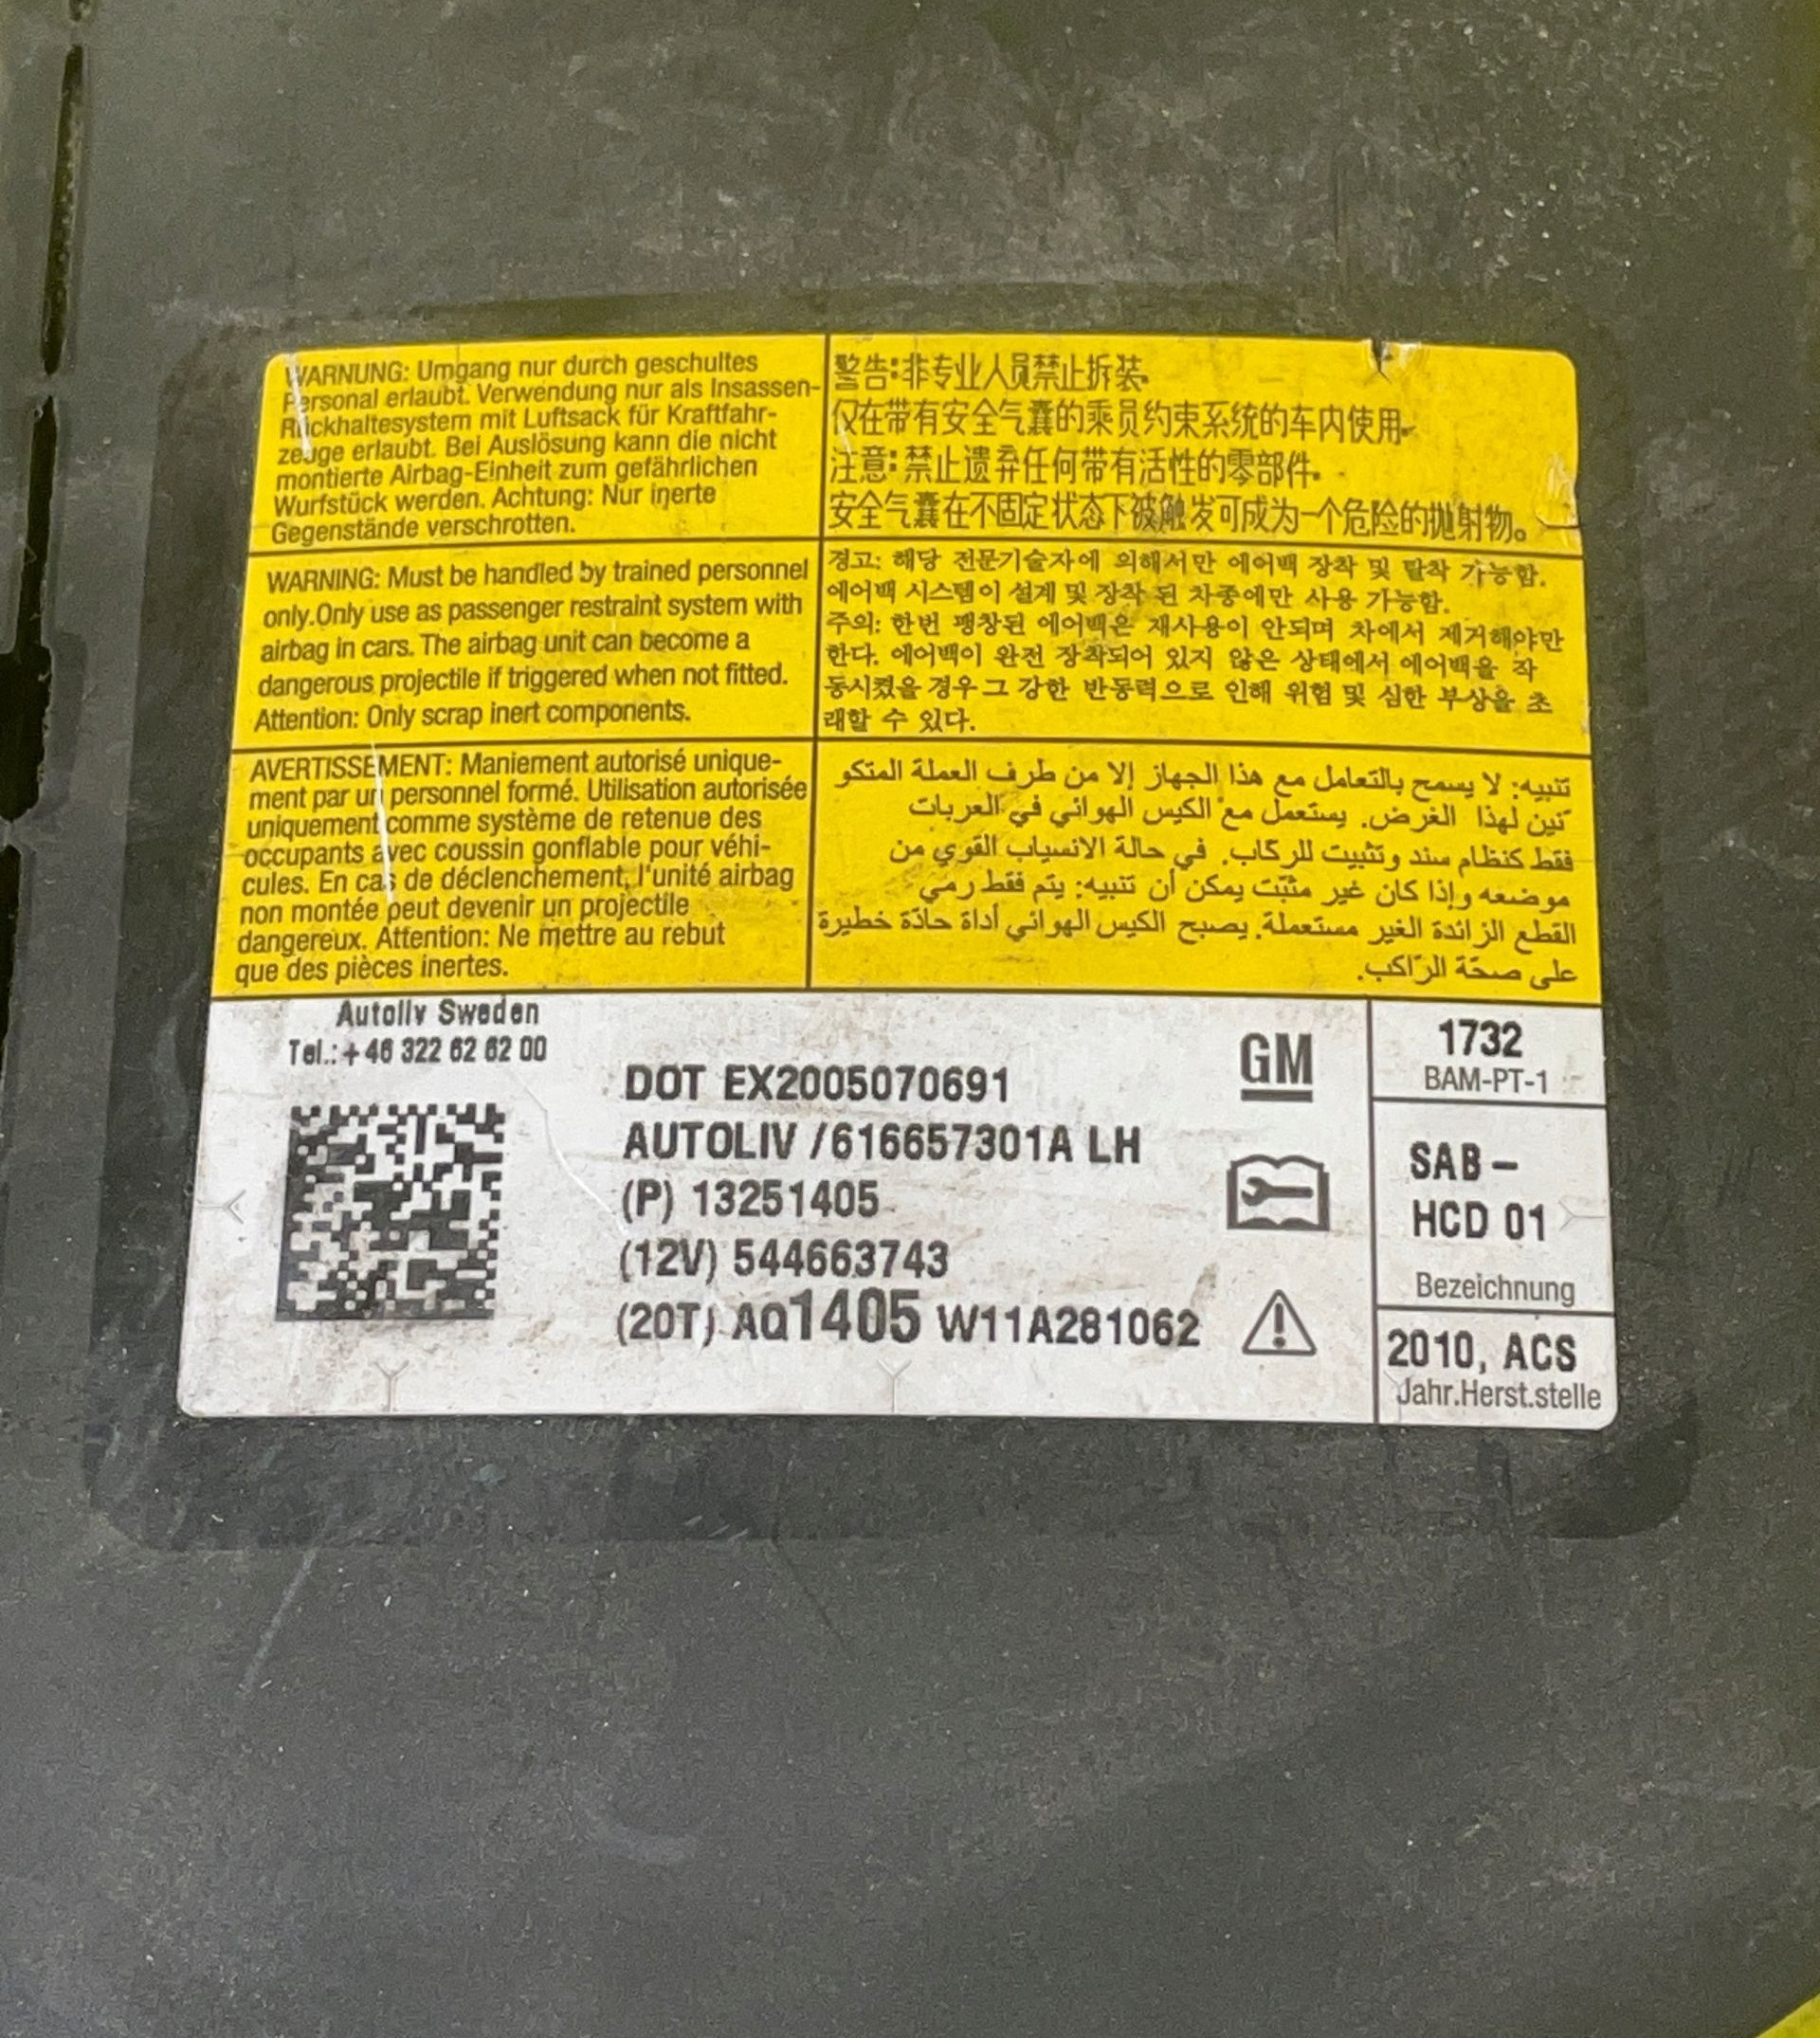 WARNUNG: Umgang nur durch geschultes
Personal erlaubt. Verwendung nur als Insassen-
Rückhaltesystem mit Luftsack für Kraftfahr-
zeuge erlaubt. Bei Auslösung kann die nicht
montierte Airbag-Einheit zum gefährlichen
Wurfstück werden. Achtung: Nur inerte
Gegenstände verschrotten.
警告:非专业人员禁止拆装.
仅在带有安全气囊的乘员约束系统的车内使用.
注意:禁止遗弃任何带有活性的零部件.
安全气囊在不固定状态下被触发可成为一个危险的抛射物。
WARNING: Must be handled by trained personnel
only.Only use as passenger restraint system with
airbag in cars. The airbag unit can become a
dangerous projectile if triggered when not fitted.
Attention: Only scrap inert components.
경고: 해당 전문기술자에 의해서만 에어백 장착 및 탈착 가능함.
에어백 시스템이 설계 및 장착 된 차종에만 사용 가능함.
주의: 한번 팽창된 에어백은 재사용이 안되며 차에서 제거해야만
한다. 에어백이 완전 장착되어 있지 않은 상태에서 에어백을 작
동시켰을 경우 그 강한 반동력으로 인해 위험 및 심한 부상을 초
래할 수 있다.
AVERTISSEMENT: Maniement autorisé unique-
ment par un personnel formé. Utilisation autorisée
uniquement comme système de retenue des
occupants avec coussin gonflable pour véhi-
cules. En cas de déclenchement, l'unité airbag
non montée peut devenir un projectile
dangereux. Attention: Ne mettre au rebut
que des pièces inertes.
تنبيه: لا يسمح بالتعامل مع هذا الجهاز إلا من طرف العملة المتكو
نين لهذا الغرض. يستعمل مع الكيس الهوائي في العربات
فقط كنظام سند وتثبيت للركاب. في حالة الانسياب القوي من
موضعه وإذا كان غير مثبّت يمكن أن تنبيه: يتم فقط رمي
القطع الزائدة الغير مستعملة. يصبح الكيس الهوائي أداة حادّة خطيرة
على صحّة الرّاكب.
Autoliv Sweden
Tel.:+46 322 62 62 00
DOT EX2005070691
AUTOLIV /616657301A LH
(P) 13251405
(12V) 544663743
(20T) AQ1405 W11A281062
GM
1732
BAM-PT-1
SAB-
HCD 01
Bezeichnung
2010, ACS
Jahr.Herst.stelle